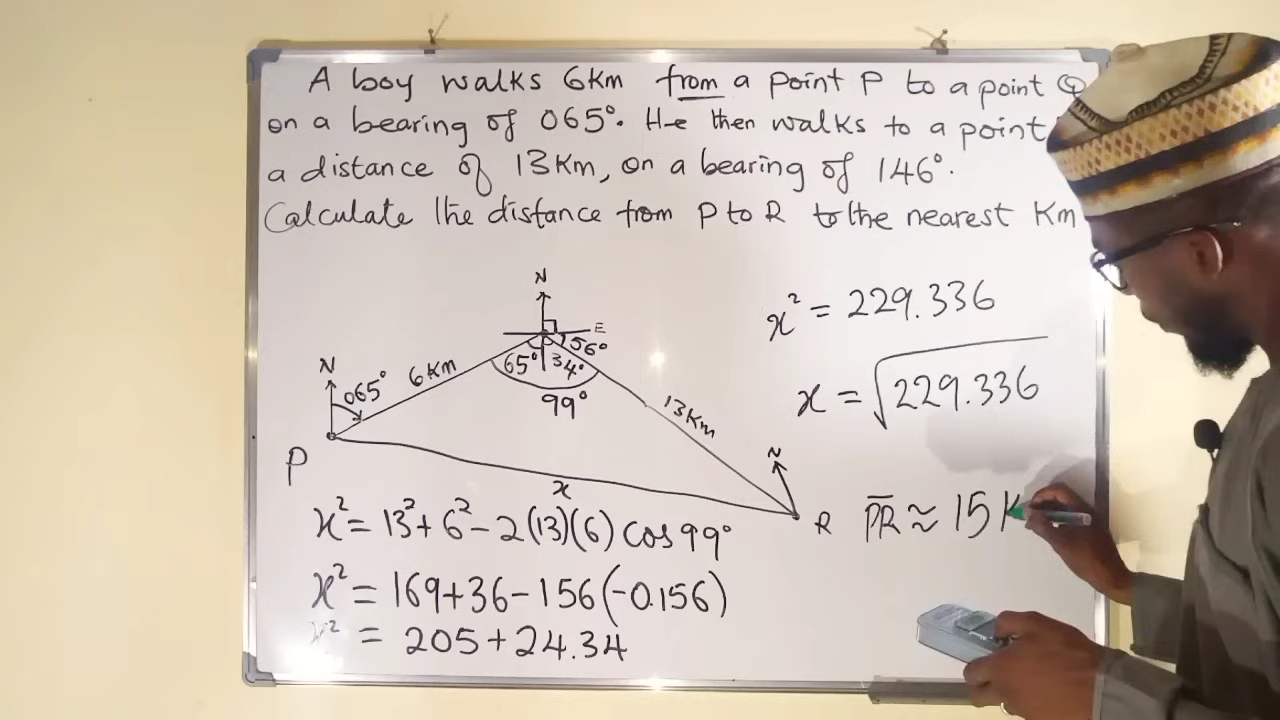 A boy walks 6Km from a point P to a point Q
on a bearing of 065°. He then walks to a point
a distance of 13Km, on a bearing of 146°.
Calculate the distance from P to R to the nearest Km
N
E
56°
65° 34°
99°
N
065°
6Km
13Km
N
P
x
R
x² = 13² + 6² - 2(13)(6) cos 99°
x² = 169+36-156(-0.156)
x² = 205+24.34
x² = 229.336
x = √229.336
PR ≈ 15 K